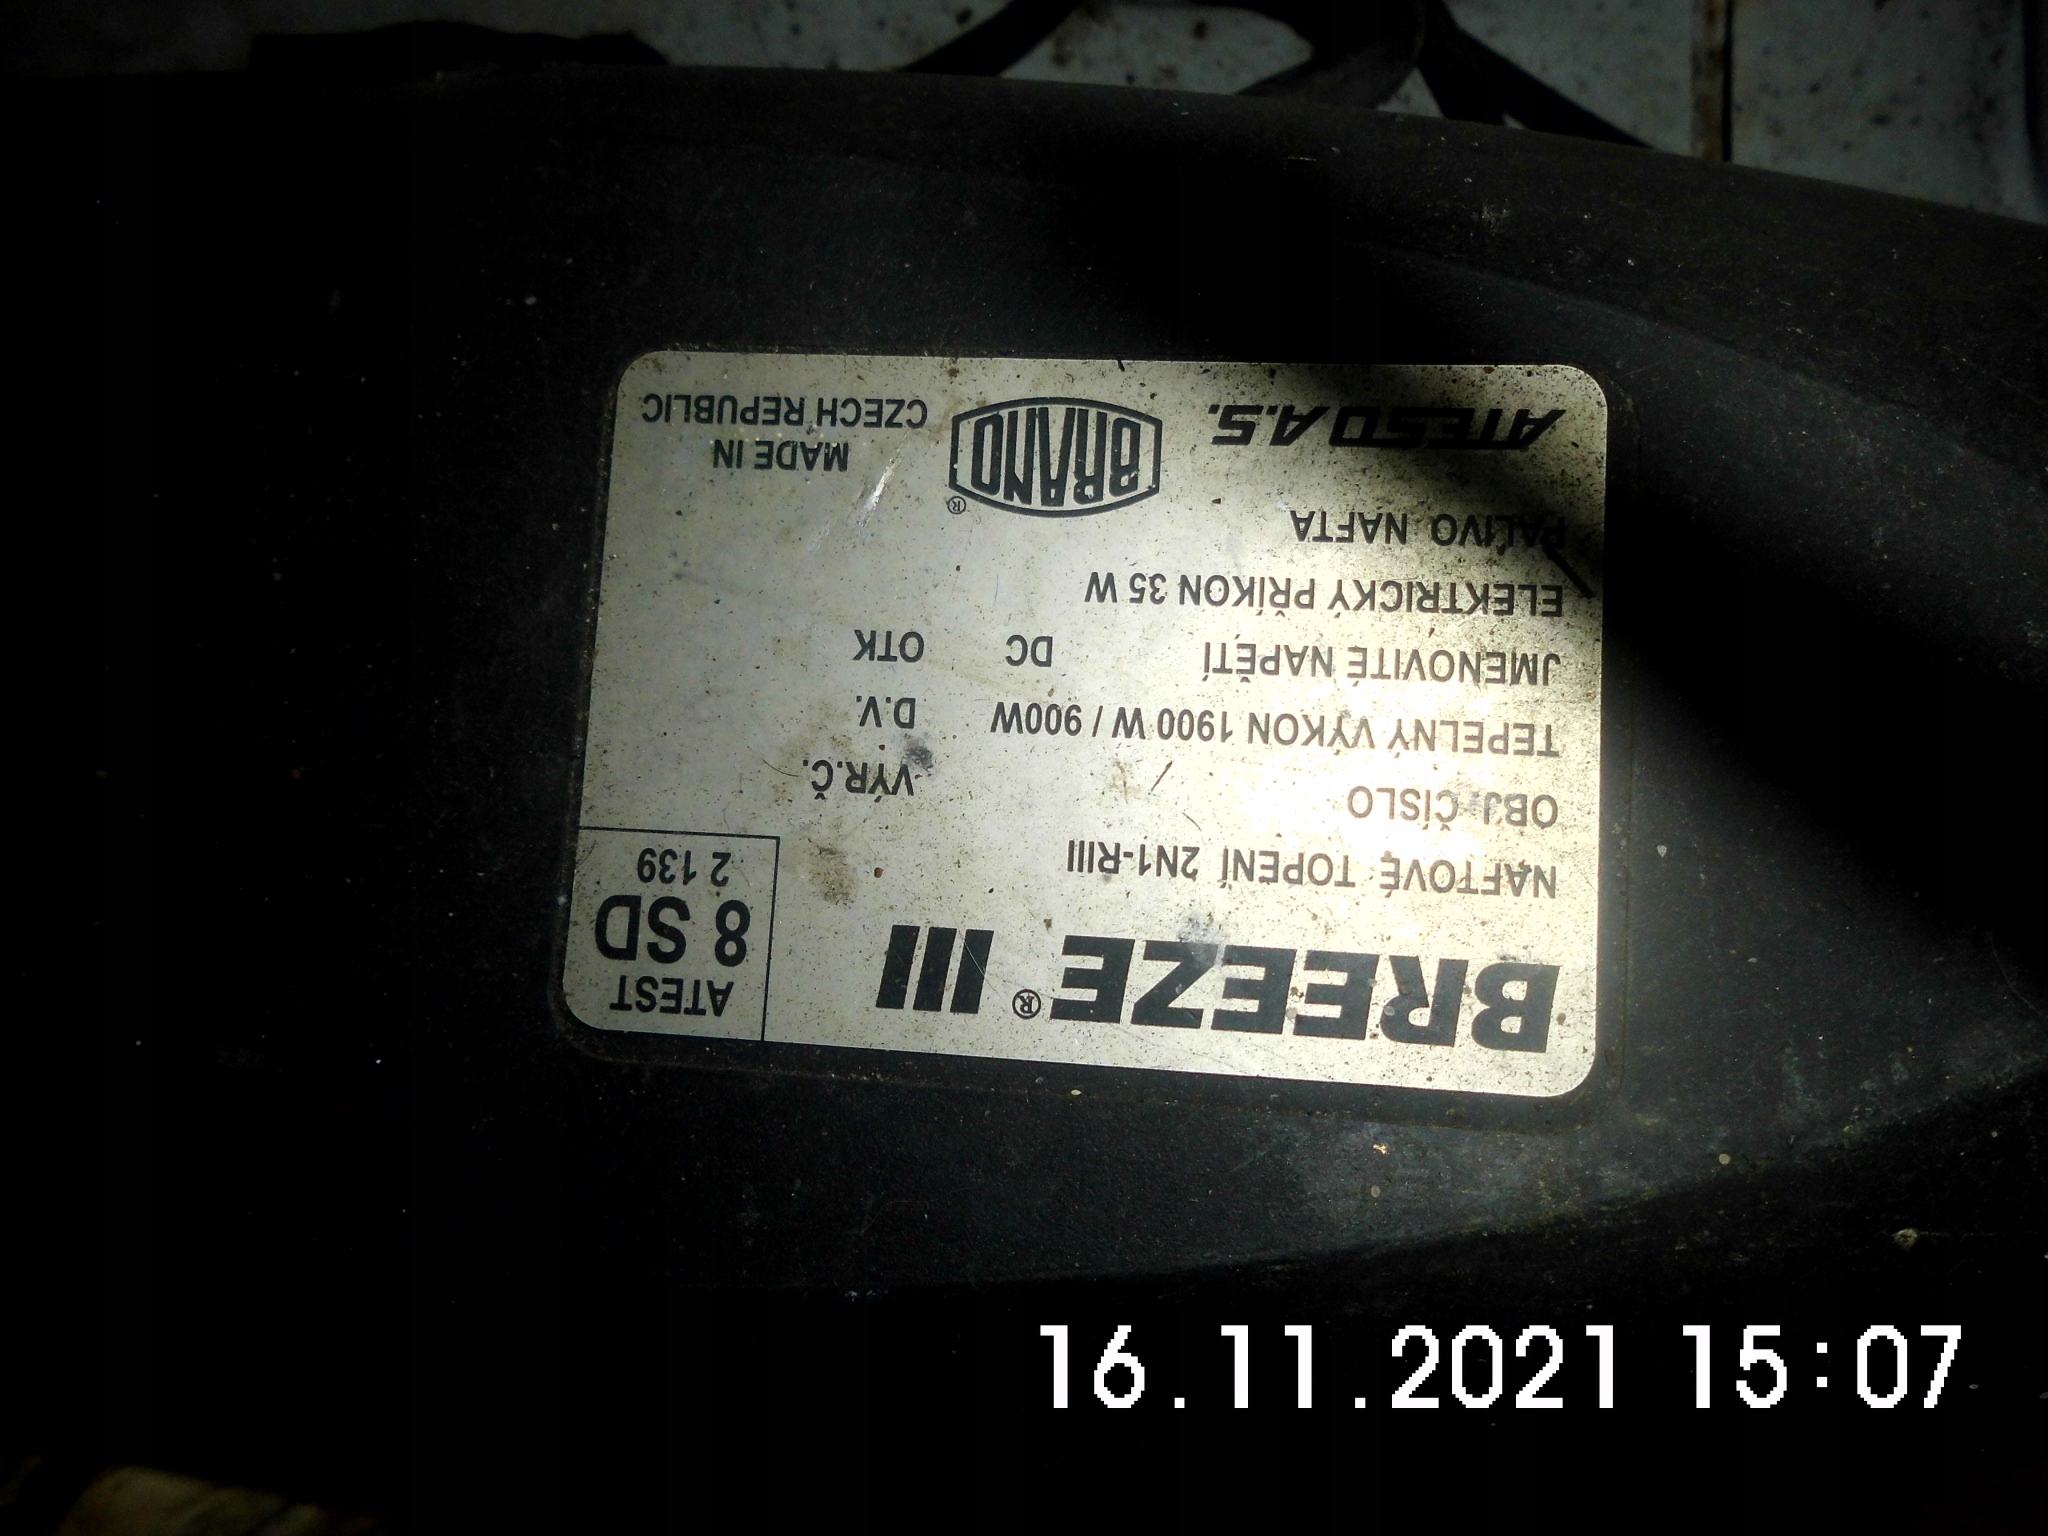 BREEZE® III
ATEST
8 SD
2 139
NAFTOVÉ TOPENÍ 2N1-RIII
OBJ. ČÍSLO VÝR.Č.
TEPELNÝ VÝKON 1900 W / 900W D.V.
JMENOVITÉ NAPĚTÍ DC OTK
ELEKTRICKÝ PŘÍKON 35 W
PALIVO NAFTA
ATESO A.S. BRANO ® MADE IN
CZECH REPUBLIC
16.11.2021 15:07